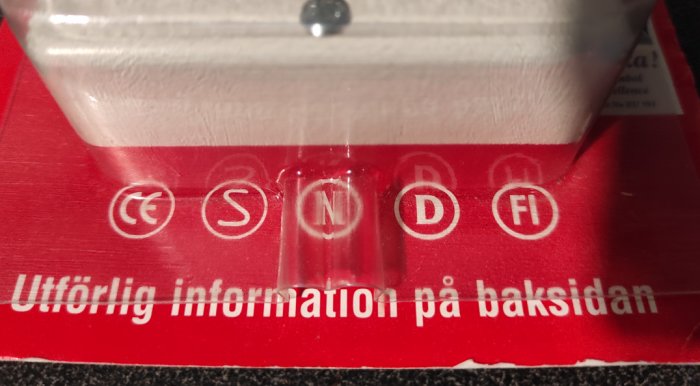 CE S N D FI
Utförlig information på baksidan